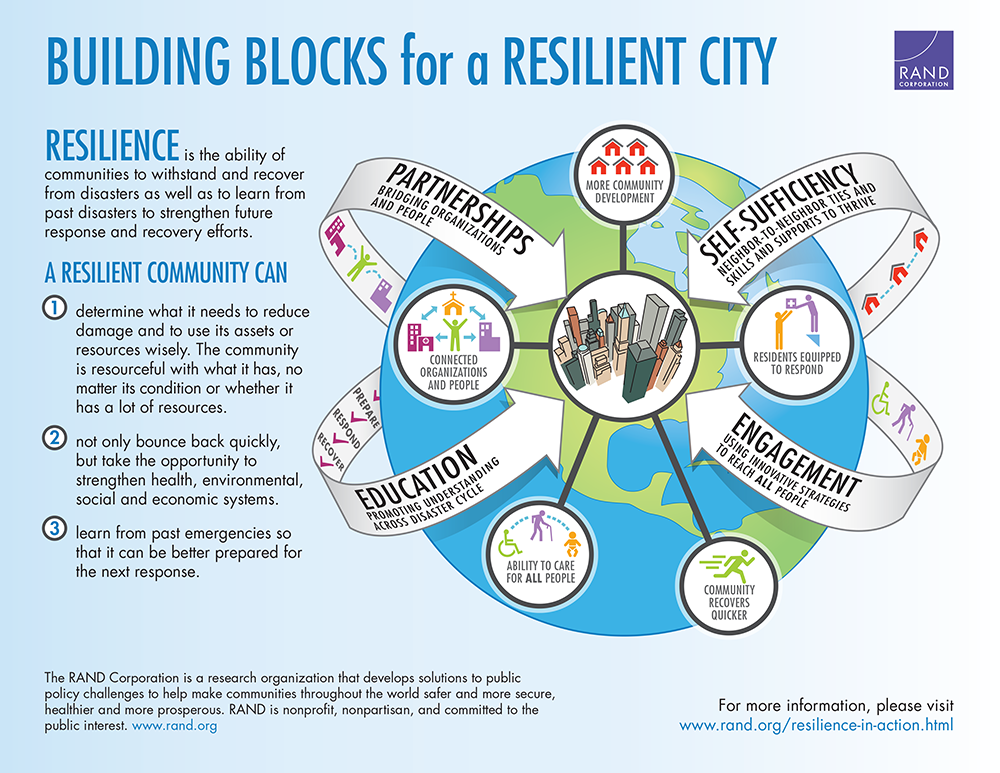 BUILDING BLOCKS for a RESILIENT CITY
RAND
CORPORATION
RESILIENCE is the ability of
communities to withstand and recover
from disasters as well as to learn from
past disasters to strengthen future
response and recovery efforts.
A RESILIENT COMMUNITY CAN
1 determine what it needs to reduce
damage and to use its assets or
resources wisely. The community
is resourceful with what it has, no
matter its condition or whether it
has a lot of resources.
2 not only bounce back quickly,
but take the opportunity to
strengthen health, environmental,
social and economic systems.
3 learn from past emergencies so
that it can be better prepared for
the next response.
PARTNERSHIPS
BRIDGING ORGANIZATIONS
AND PEOPLE
MORE COMMUNITY
DEVELOPMENT
SELF-SUFFICIENCY
NEIGHBOR-TO-NEIGHBOR TIES AND
SKILLS AND SUPPORTS TO THRIVE
CONNECTED
ORGANIZATIONS
AND PEOPLE
RESIDENTS EQUIPPED
TO RESPOND
PREPARE
RESPOND
RECOVER
EDUCATION
PROMOTING UNDERSTANDING
ACROSS DISASTER CYCLE
ENGAGEMENT
USING INNOVATIVE STRATEGIES
TO REACH ALL PEOPLE
ABILITY TO CARE
FOR ALL PEOPLE
COMMUNITY
RECOVERS
QUICKER
The RAND Corporation is a research organization that develops solutions to public
policy challenges to help make communities throughout the world safer and more secure,
healthier and more prosperous. RAND is nonprofit, nonpartisan, and committed to the
public interest. www.rand.org
For more information, please visit
www.rand.org/resilience-in-action.html